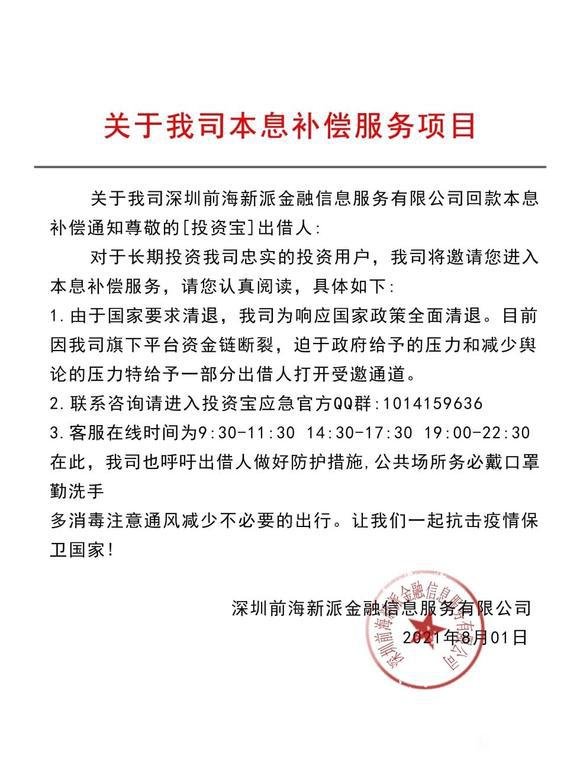 关于我司本息补偿服务项目
关于我司深圳前海新派金融信息服务有限公司回款本息
补偿通知尊敬的[投资宝]出借人:
对于长期投资我司忠实的投资用户，我司将邀请您进入
本息补偿服务，请您认真阅读，具体如下:
1.由于国家要求清退，我司为响应国家政策全面清退。目前
因我司旗下平台资金链断裂，迫于政府给予的压力和减少舆
论的压力特给予一部分出借人打开受邀通道。
2.联系咨询请进入投资宝应急官方QQ群:1014159636
3.客服在线时间为9:30-11:30 14:30-17:30 19:00-22:30
在此，我司也呼吁出借人做好防护措施,公共场所务必戴口罩
勤洗手
多消毒注意通风减少不必要的出行。让我们一起抗击疫情保
卫国家!
深圳前海新派金融信息服务有限公司
2021年8月01日
深圳前海新派金融信息服务有限公司